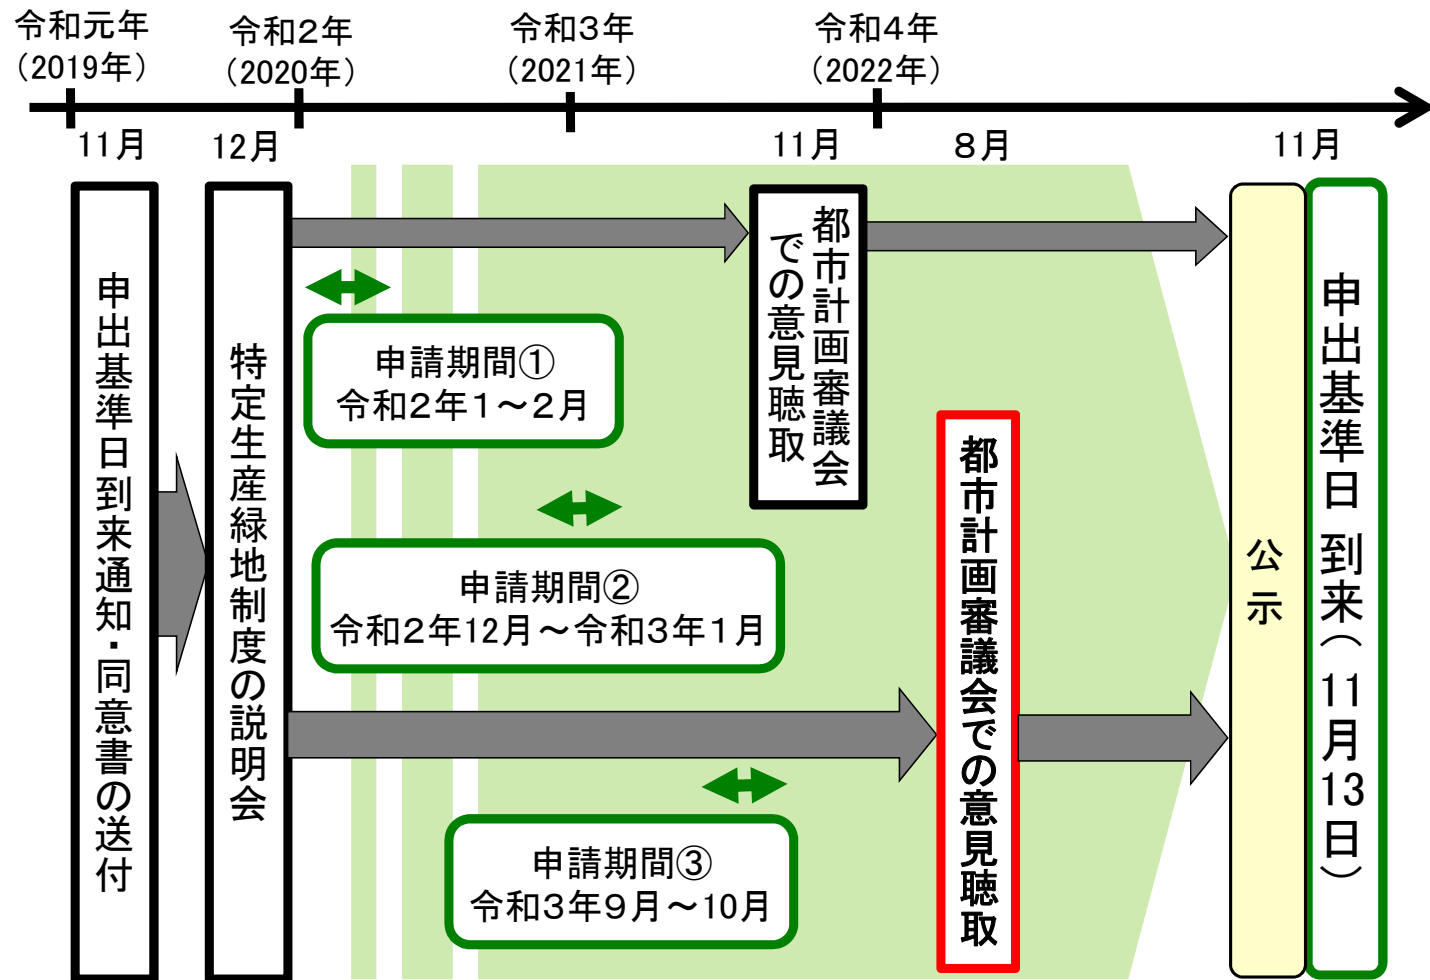 令和元年
（2019年）
令和２年
（2020年）
令和３年
（2021年）
令和４年
（2022年）
11月
12月
11月
８月
11月
申出基準日到来通知・同意書の送付
特定生産緑地制度の説明会
申請期間①
令和２年１～２月
申請期間②
令和２年12月～令和３年１月
申請期間③
令和３年９月～10月
都市計画審議会
での意見聴取
都市計画審議会での意見聴取
公示
申出基準日 到来（11月13日）